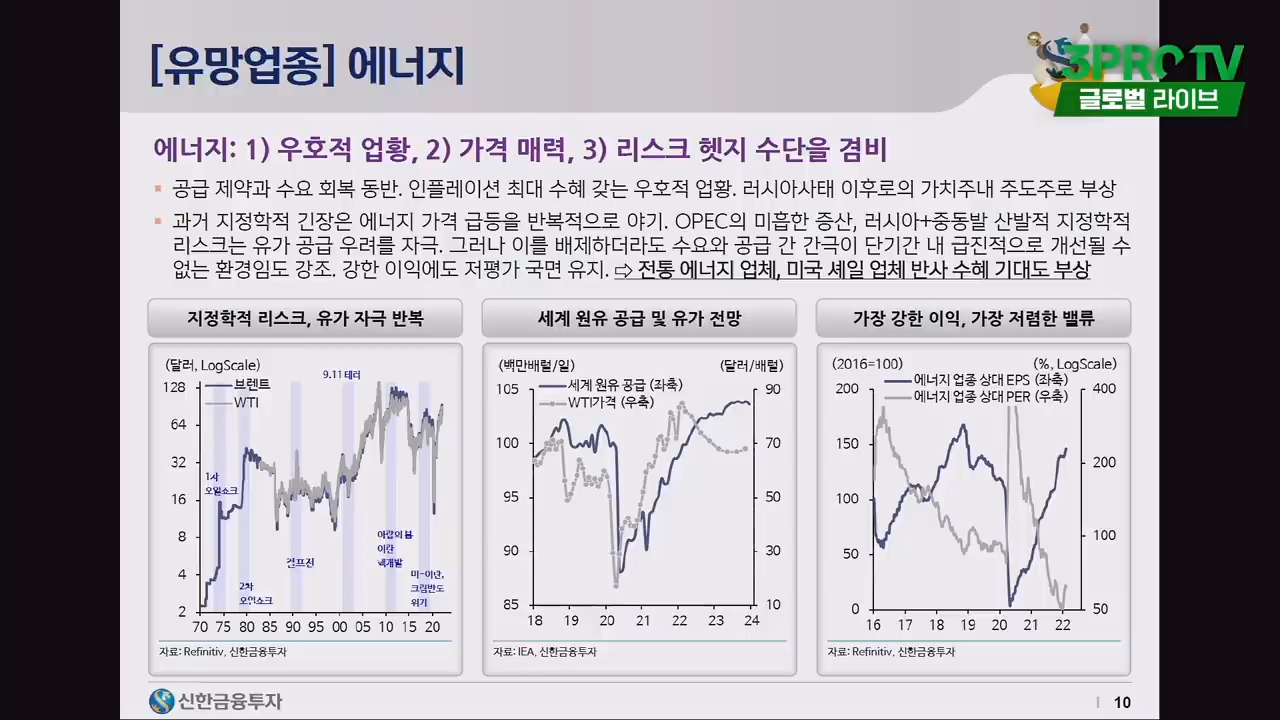 [유망업종] 에너지
3PROTV
글로벌 라이브
에너지: 1) 우호적 업황, 2) 가격 매력, 3) 리스크 헷지 수단을 겸비
공급 제약과 수요 회복 동반. 인플레이션 최대 수혜 갖는 우호적 업황. 러시아사태 이후로의 가치주내 주도주로 부상
과거 지정학적 긴장은 에너지 가격 급등을 반복적으로 야기. OPEC의 미흡한 증산, 러시아+중동발 산발적 지정학적
리스크는 유가 공급 우려를 자극. 그러나 이를 배제하더라도 수요와 공급 간 간극이 단기간 내 급진적으로 개선될 수
없는 환경임도 강조. 강한 이익에도 저평가 국면 유지. ⇨ 전통 에너지 업체, 미국 셰일 업체 반사 수혜 기대도 부상
지정학적 리스크, 유가 자극 반복
(달러, LogScale)
브렌트
WTI
9.11 테러
128
64
32
16
8
4
2
1차
오일쇼크
2차
오일쇼크
걸프전
아랍의 봄
이란
핵개발
미-이란,
크림반도
위기
70 75 80 85 90 95 00 05 10 15 20
자료: Refinitiv, 신한금융투자
세계 원유 공급 및 유가 전망
(백만배럴/일)
(달러/배럴)
세계 원유 공급 (좌축)
WTI가격 (우축)
105
100
95
90
85
90
70
50
30
10
18 19 20 21 22 23 24
자료: IEA, 신한금융투자
가장 강한 이익, 가장 저렴한 밸류
(2016=100)
(%, LogScale)
에너지 업종 상대 EPS (좌축)
에너지 업종 상대 PER (우축)
200
150
100
50
0
400
200
100
50
16 17 18 19 20 21 22
자료: Refinitiv, 신한금융투자
신한금융투자
10